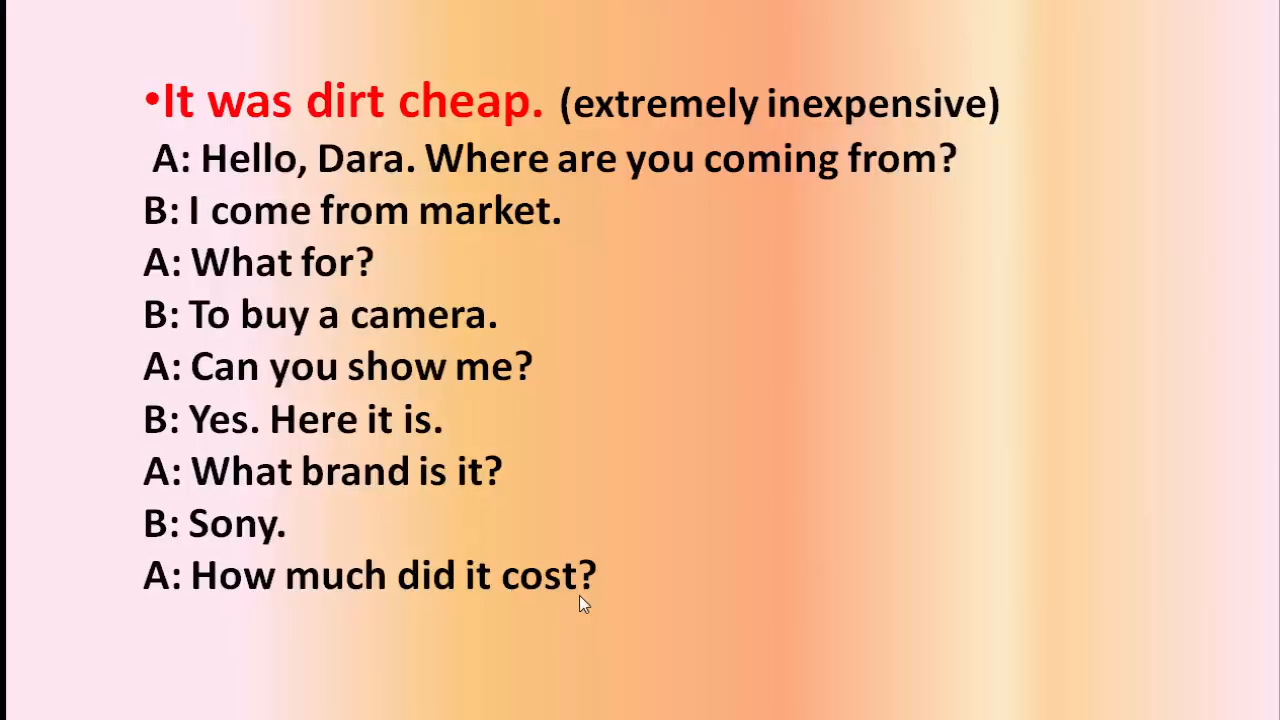 •It was dirt cheap. (extremely inexpensive)
A: Hello, Dara. Where are you coming from?
B: I come from market.
A: What for?
B: To buy a camera.
A: Can you show me?
B: Yes. Here it is.
A: What brand is it?
B: Sony.
A: How much did it cost?